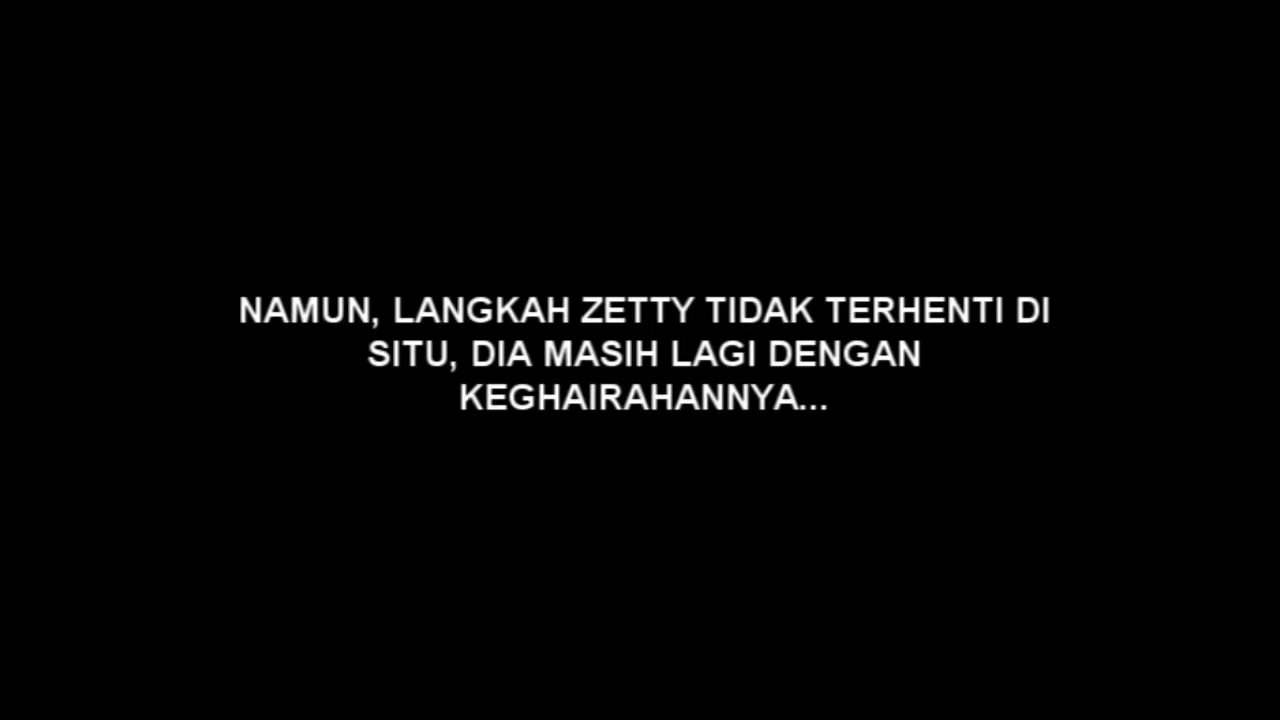 NAMUN, LANGKAH ZETTY TIDAK TERHENTI DI
SITU, DIA MASIH LAGI DENGAN
KEGHAIRAHANNYA...